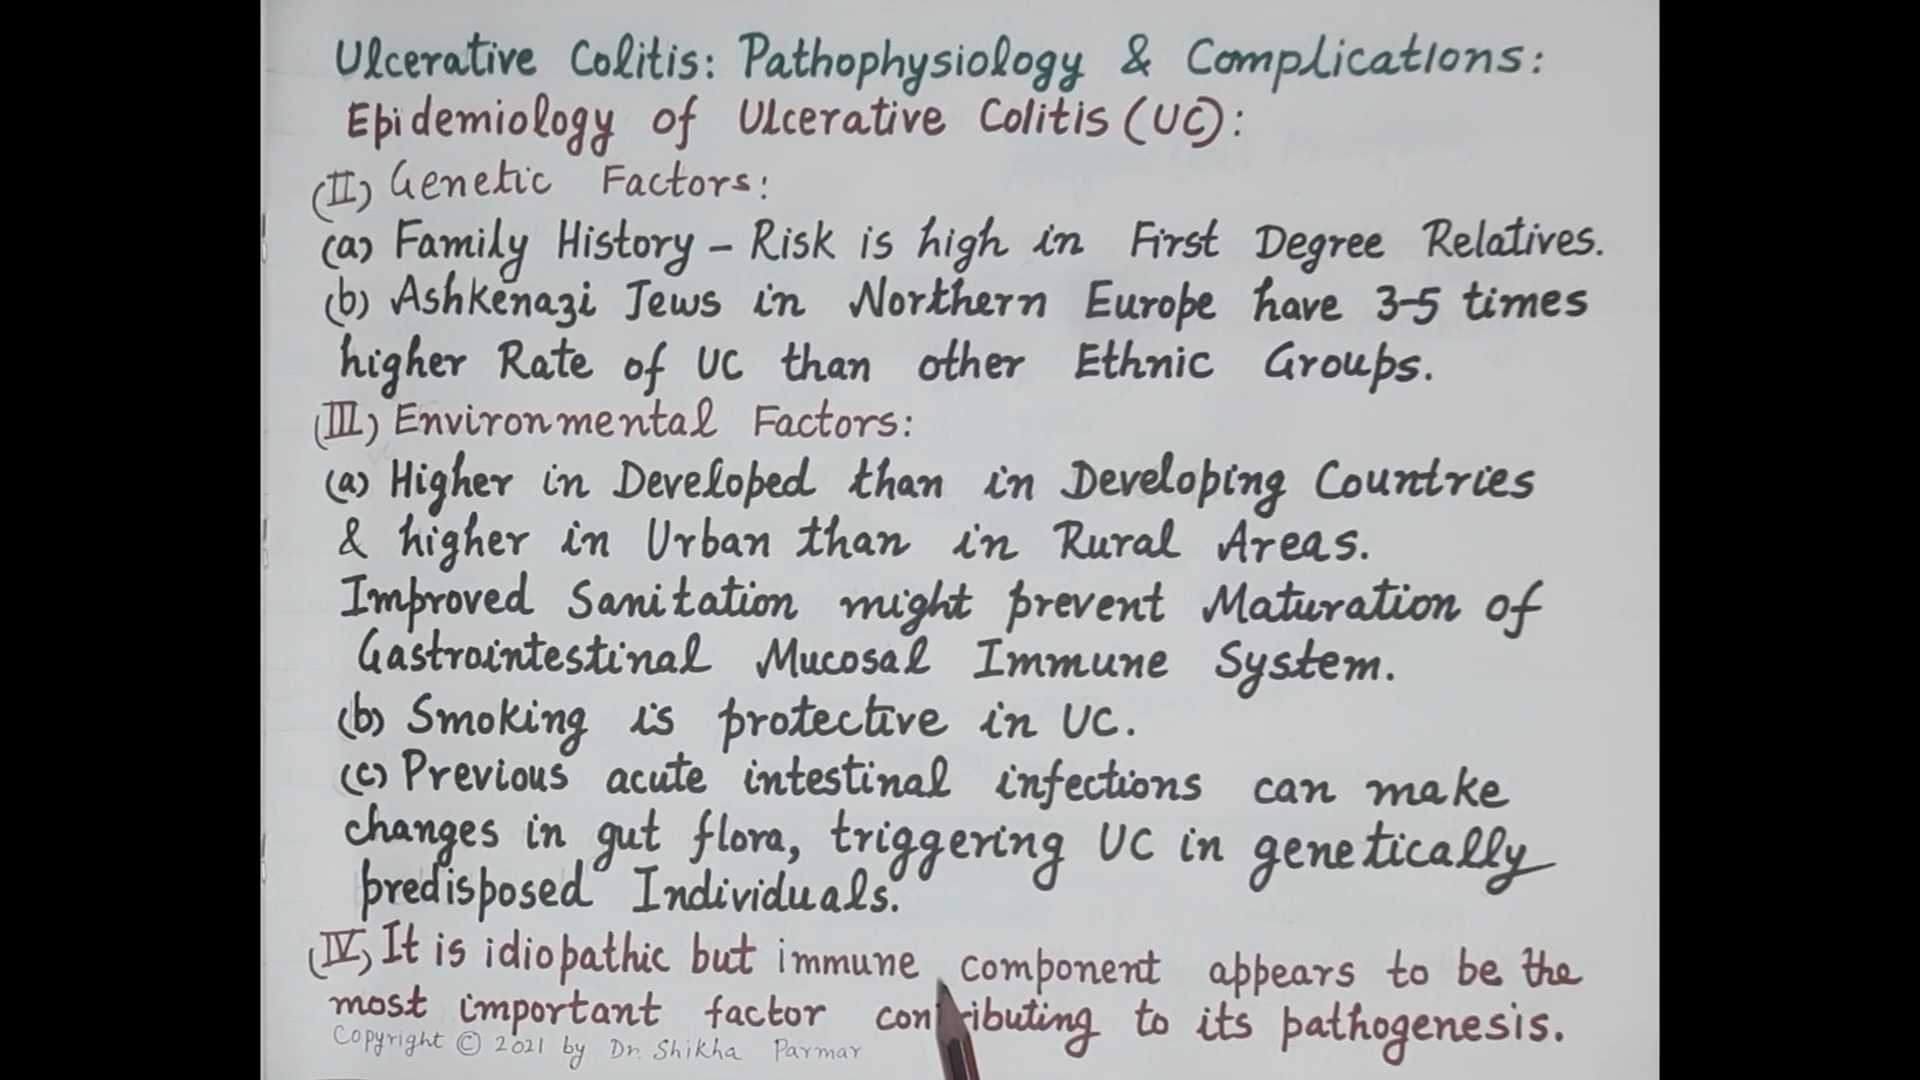 Ulcerative Colitis: Pathophysiology & Complications:
Epidemiology of Ulcerative Colitis (UC):
(II) Genetic Factors:
(a) Family History - Risk is high in First Degree Relatives.
(b) Ashkenazi Jews in Northern Europe have 3-5 times
higher Rate of UC than other Ethnic Groups.
(III) Environmental Factors:
(a) Higher in Developed than in Developing Countries
& higher in Urban than in Rural Areas.
Improved Sanitation might prevent Maturation of
Gastrointestinal Mucosal Immune System.
(b) Smoking is protective in UC.
(c) Previous acute intestinal infections can make
changes in gut flora, triggering UC in genetically
predisposed Individuals.
(IV) It is idiopathic but immune component appears to be the
most important factor contributing to its pathogenesis.
Copyright © 2021 by Dr. Shikha Parmar